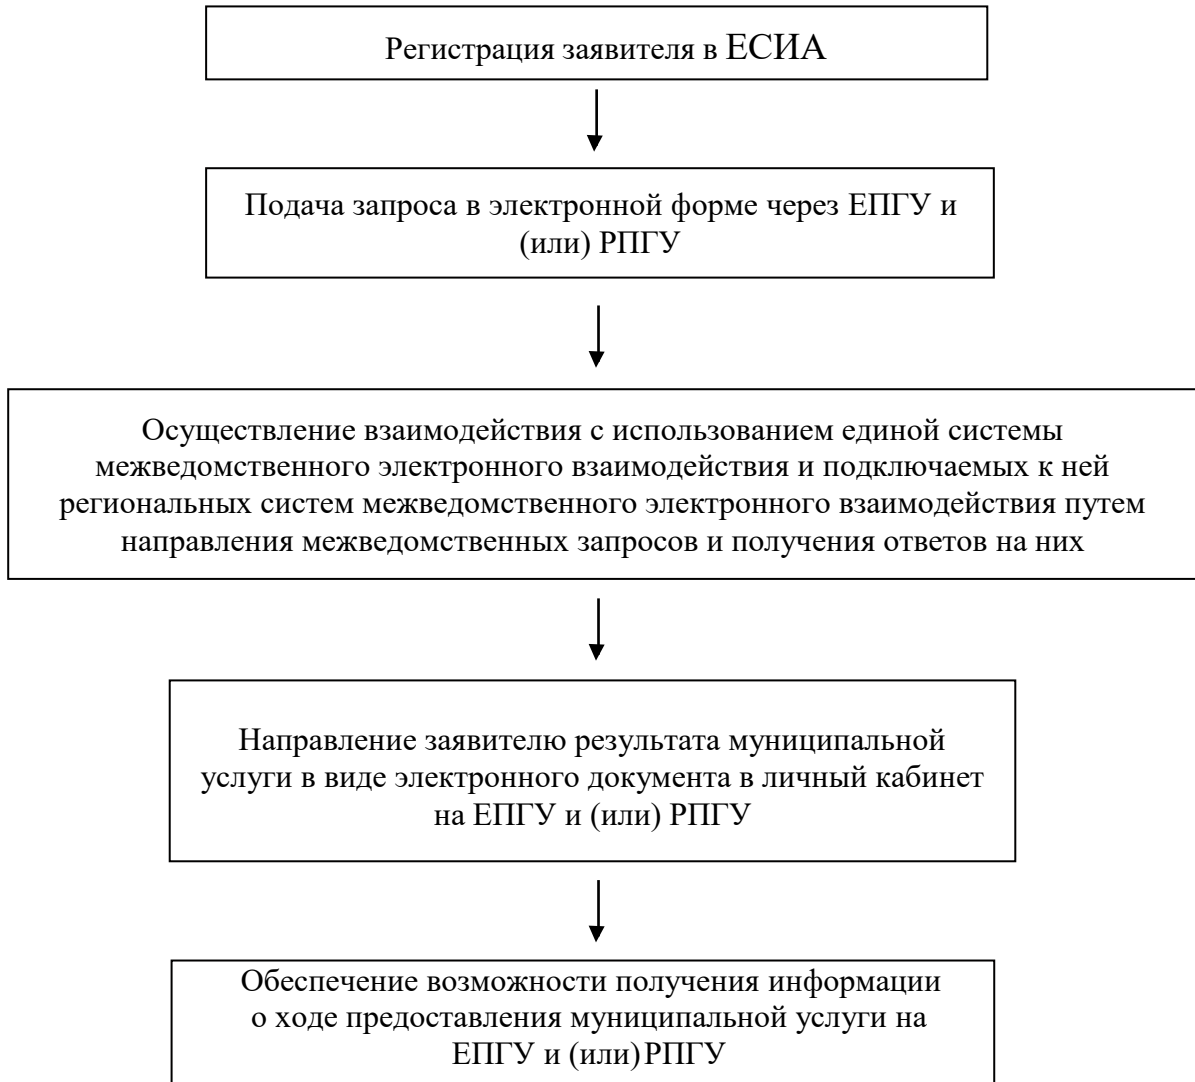 Регистрация заявителя в ЕСИА
Подача запроса в электронной форме через ЕПГУ и
(или) РПГУ
Осуществление взаимодействия с использованием единой системы
межведомственного электронного взаимодействия и подключаемых к ней
региональных систем межведомственного электронного взаимодействия путем
направления межведомственных запросов и получения ответов на них
Направление заявителю результата муниципальной
услуги в виде электронного документа в личный кабинет
на ЕПГУ и (или) РПГУ
Обеспечение возможности получения информации
о ходе предоставления муниципальной услуги на
ЕПГУ и (или) РПГУ